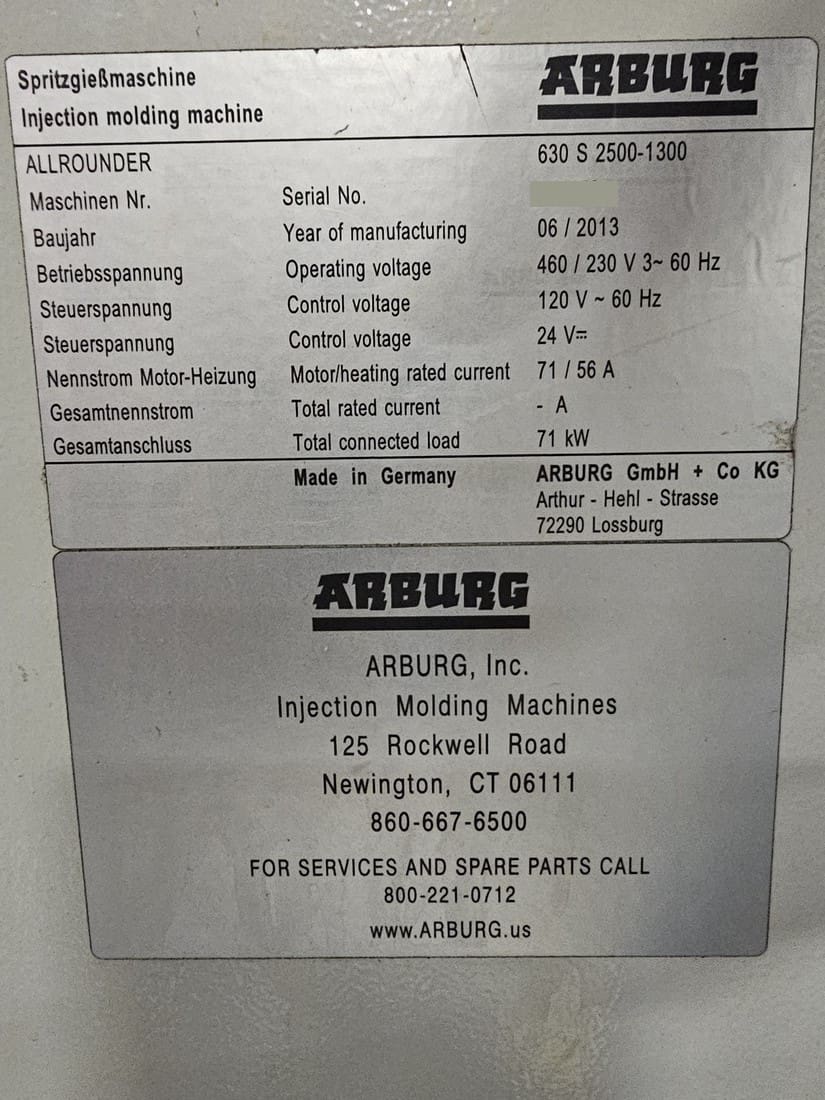 Spritzgießmaschine
Injection molding machine
ARBURG
ALLROUNDER 630 S 2500-1300
Maschinen Nr. Serial No.
Baujahr Year of manufacturing 06 / 2013
Betriebsspannung Operating voltage 460 / 230 V 3~ 60 Hz
Steuerspannung Control voltage 120 V ~ 60 Hz
Steuerspannung Control voltage 24 V⎓
Nennstrom Motor-Heizung Motor/heating rated current 71 / 56 A
Gesamtnennstrom Total rated current - A
Gesamtanschluss Total connected load 71 kW
Made in Germany ARBURG GmbH + Co KG
Arthur - Hehl - Strasse
72290 Lossburg
ARBURG
ARBURG, Inc.
Injection Molding Machines
125 Rockwell Road
Newington, CT 06111
860-667-6500
FOR SERVICES AND SPARE PARTS CALL
800-221-0712
www.ARBURG.us